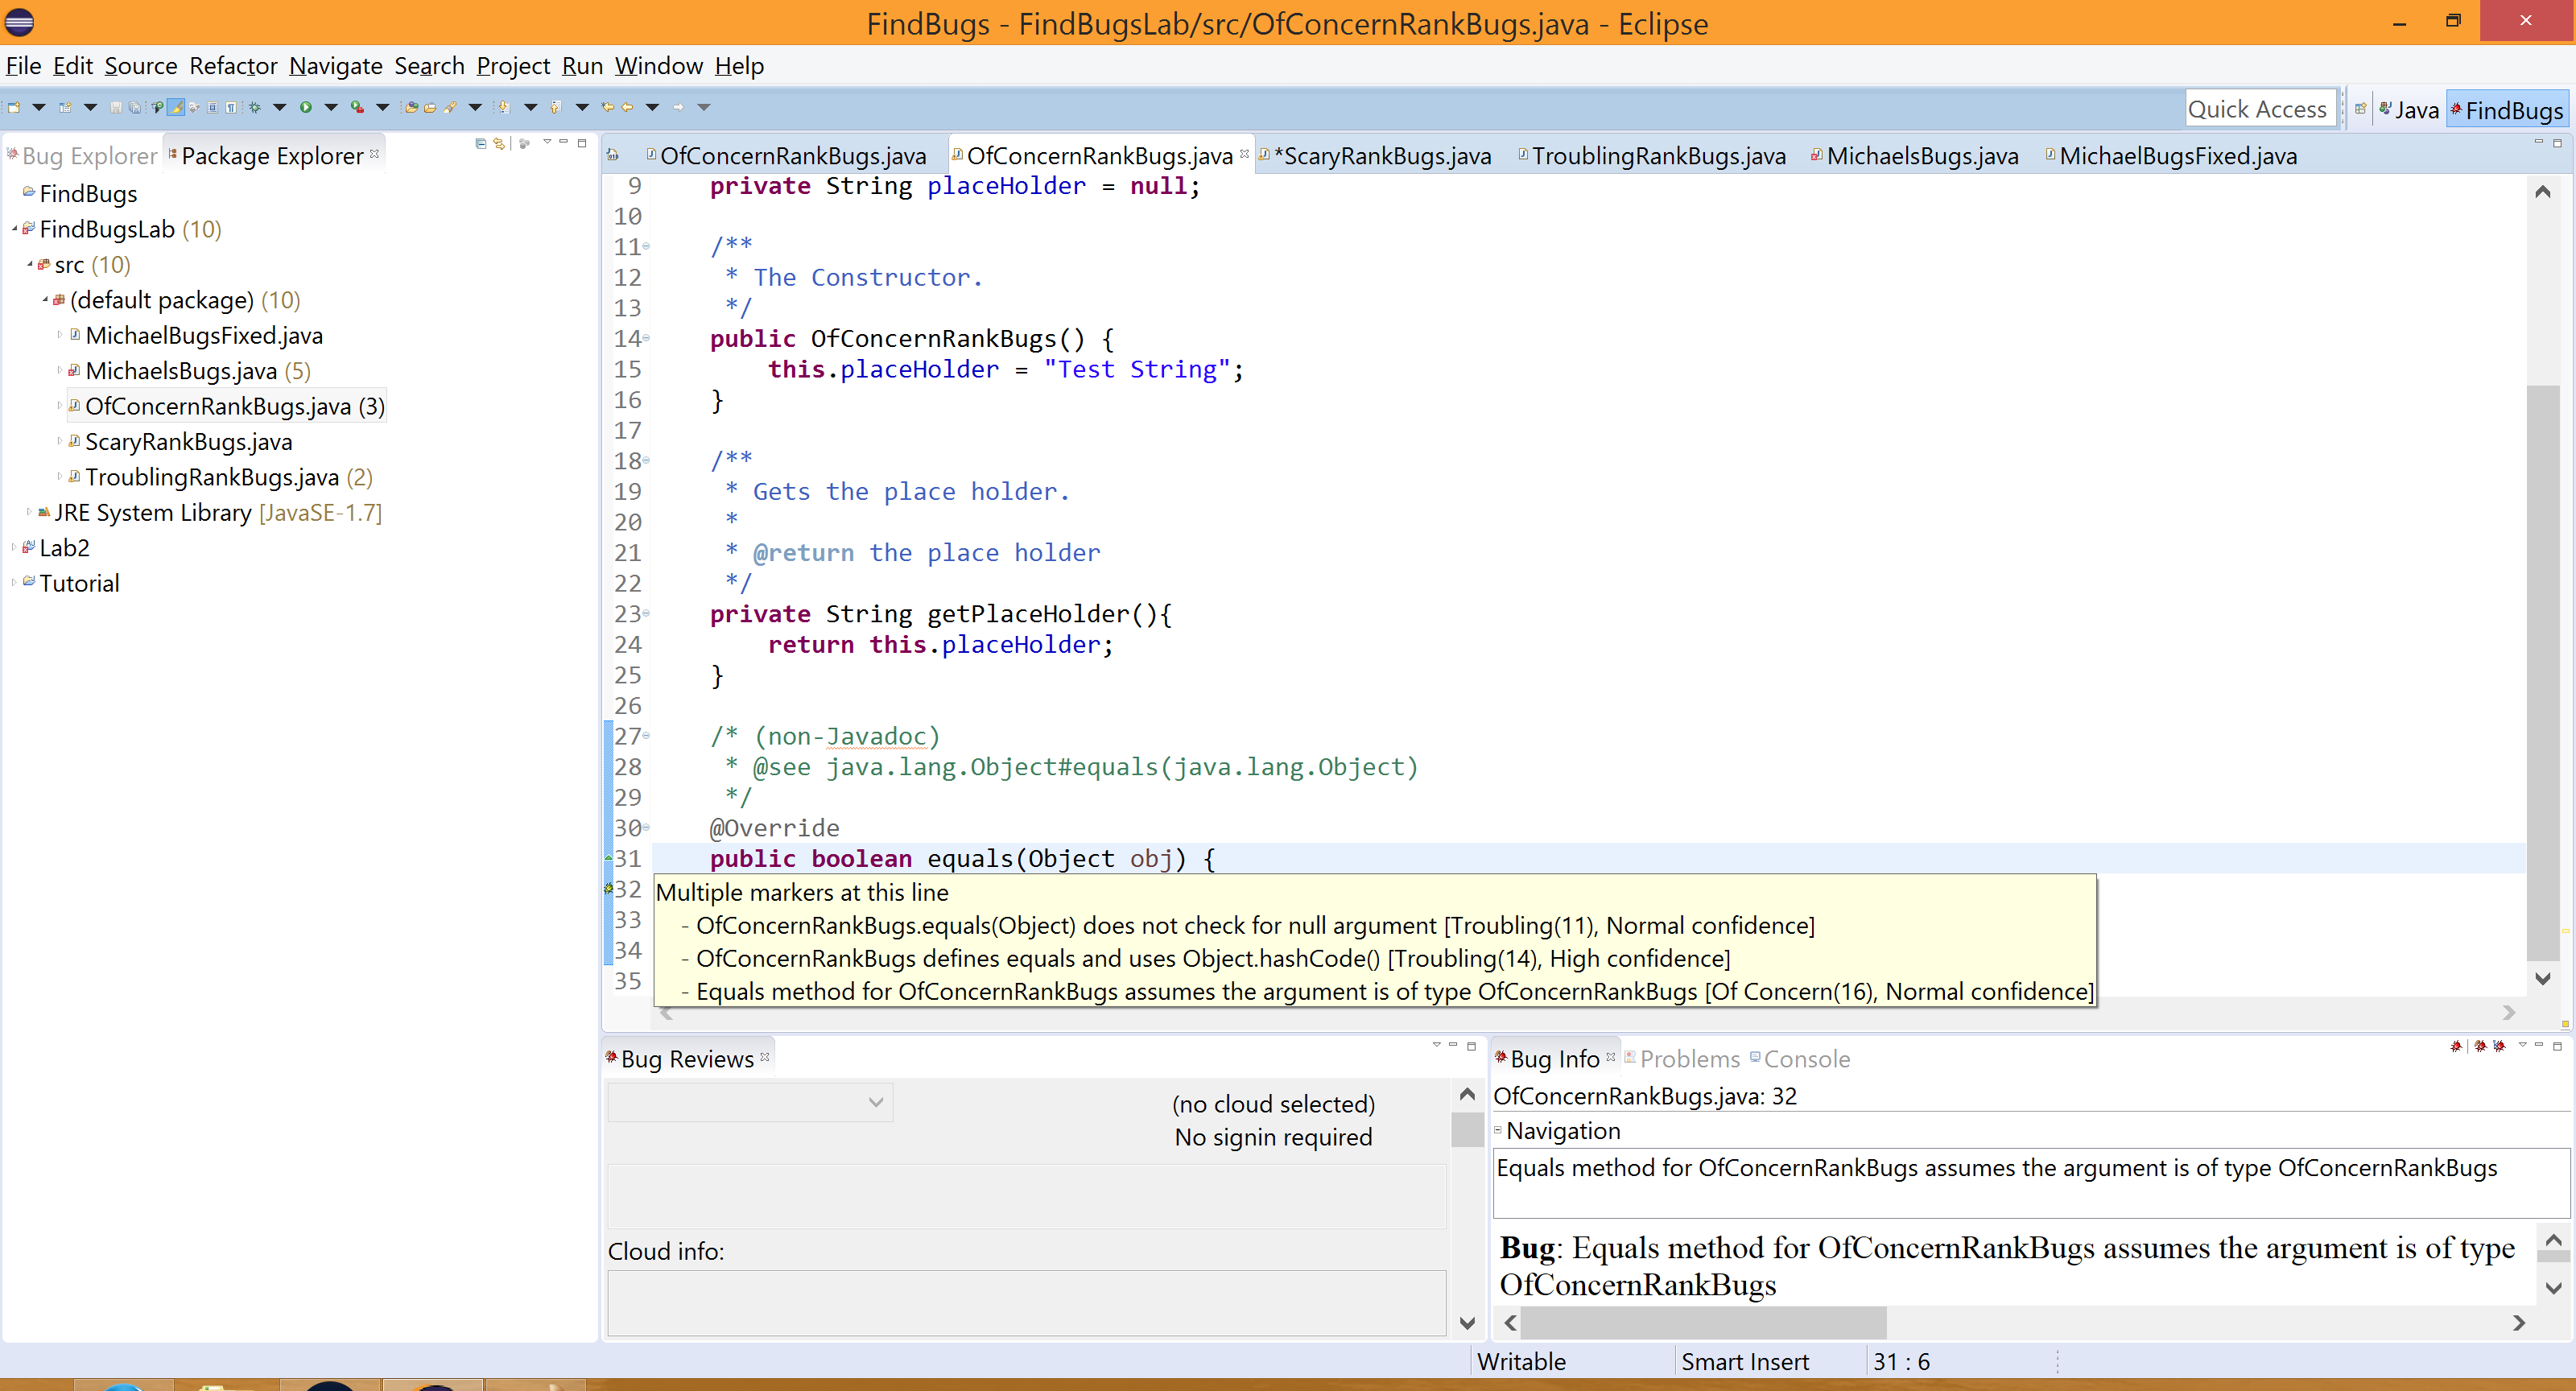 FindBugs - FindBugsLab/src/OfConcernRankBugs.java - Eclipse
File Edit Source Refactor Navigate Search Project Run Window Help
Quick Access
Java
FindBugs
Bug Explorer
Package Explorer
FindBugs
FindBugsLab (10)
src (10)
(default package) (10)
MichaelBugsFixed.java
MichaelsBugs.java (5)
OfConcernRankBugs.java (3)
ScaryRankBugs.java
TroublingRankBugs.java (2)
JRE System Library [JavaSE-1.7]
Lab2
Tutorial
OfConcernRankBugs.java
OfConcernRankBugs.java
*ScaryRankBugs.java
TroublingRankBugs.java
MichaelsBugs.java
MichaelBugsFixed.java
9 private String placeHolder = null;
10
11 /**
12 * The Constructor.
13 */
14 public OfConcernRankBugs() {
15 this.placeHolder = "Test String";
16 }
17
18 /**
19 * Gets the place holder.
20 *
21 * @return the place holder
22 */
23 private String getPlaceHolder(){
24 return this.placeHolder;
25 }
26
27 /* (non-Javadoc)
28 * @see java.lang.Object#equals(java.lang.Object)
29 */
30 @Override
31 public boolean equals(Object obj) {
32
33
34
35
Multiple markers at this line
- OfConcernRankBugs.equals(Object) does not check for null argument [Troubling(11), Normal confidence]
- OfConcernRankBugs defines equals and uses Object.hashCode() [Troubling(14), High confidence]
- Equals method for OfConcernRankBugs assumes the argument is of type OfConcernRankBugs [Of Concern(16), Normal confidence]
Bug Reviews
(no cloud selected)
No signin required
Cloud info:
Bug Info
Problems
Console
OfConcernRankBugs.java: 32
Navigation
Equals method for OfConcernRankBugs assumes the argument is of type OfConcernRankBugs
Bug: Equals method for OfConcernRankBugs assumes the argument is of type
OfConcernRankBugs
Writable
Smart Insert
31 : 6